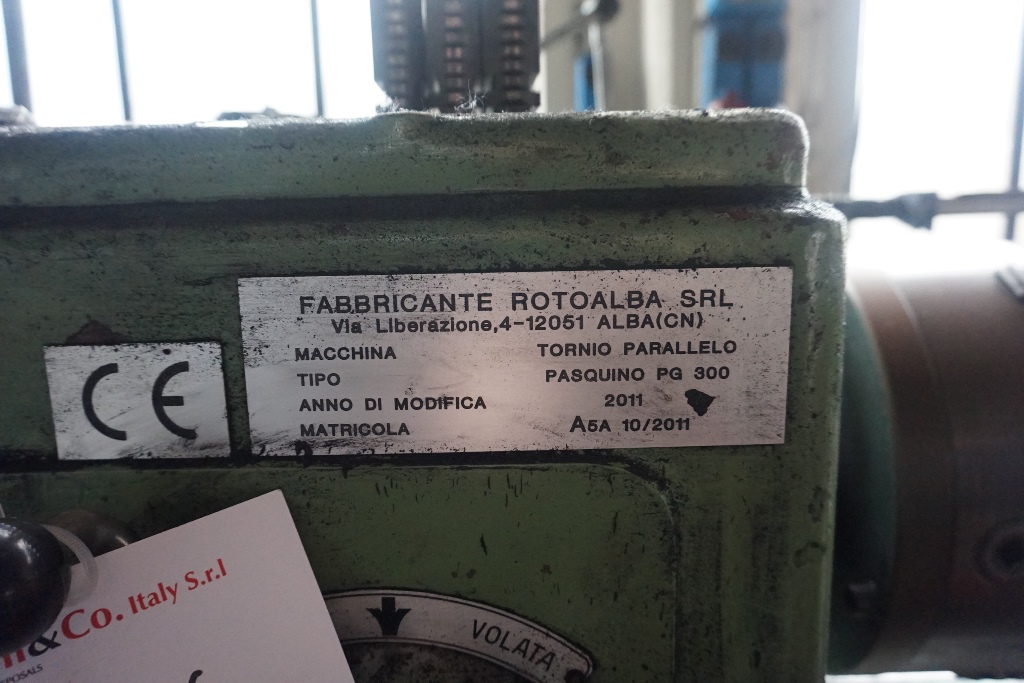 FABBRICANTE ROTOALBA SRL
Via Liberazione,4-12051 ALBA(CN)
MACCHINA TORNIO PARALLELO
TIPO PASQUINO PG 300
ANNO DI MODIFICA 2011
MATRICOLA A5A 10/2011
CE
&Co. Italy S.r.l
VOLATA